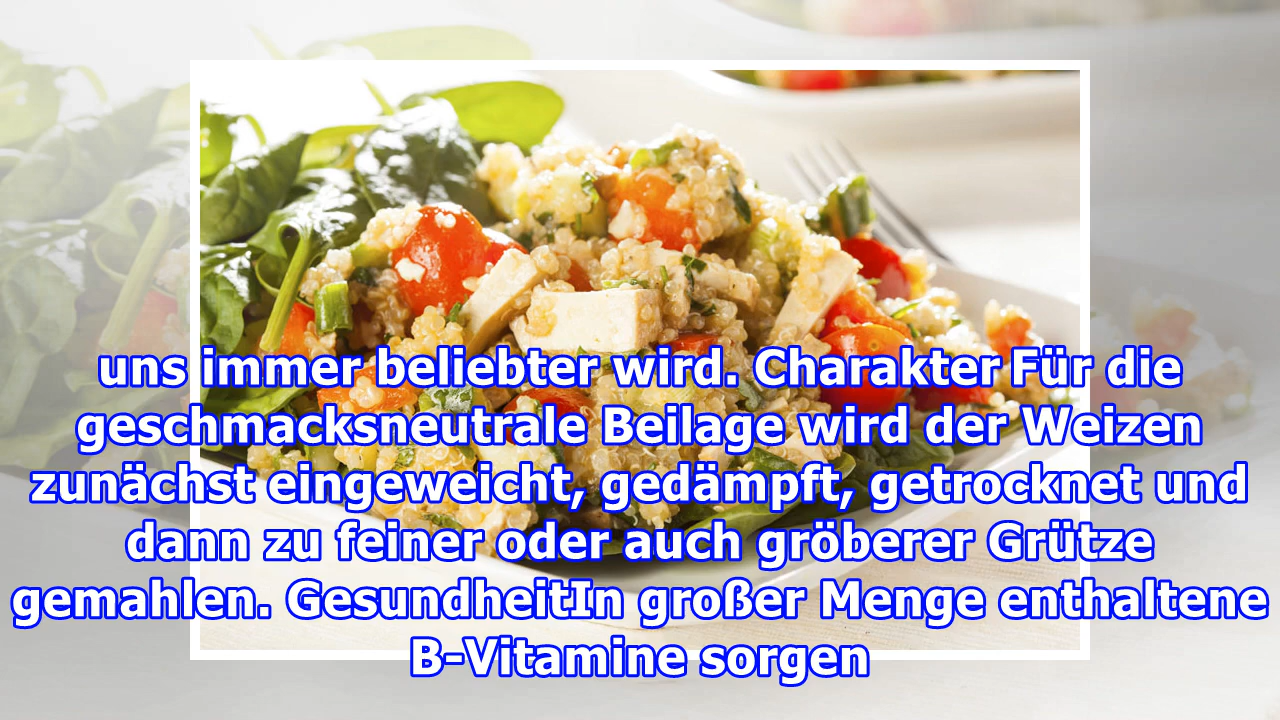 uns immer beliebter wird. Charakter Für die
geschmacksneutrale Beilage wird der Weizen
zunächst eingeweicht, gedämpft, getrocknet und
dann zu feiner oder auch gröberer Grütze
gemahlen. GesundheitIn großer Menge enthaltene
B-Vitamine sorgen